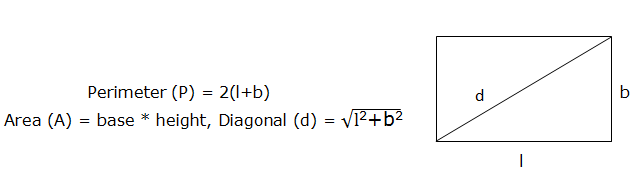 Perimeter (P) = 2(l+b)
Area (A) = base * height, Diagonal (d) = √l²+b²
d
b
l